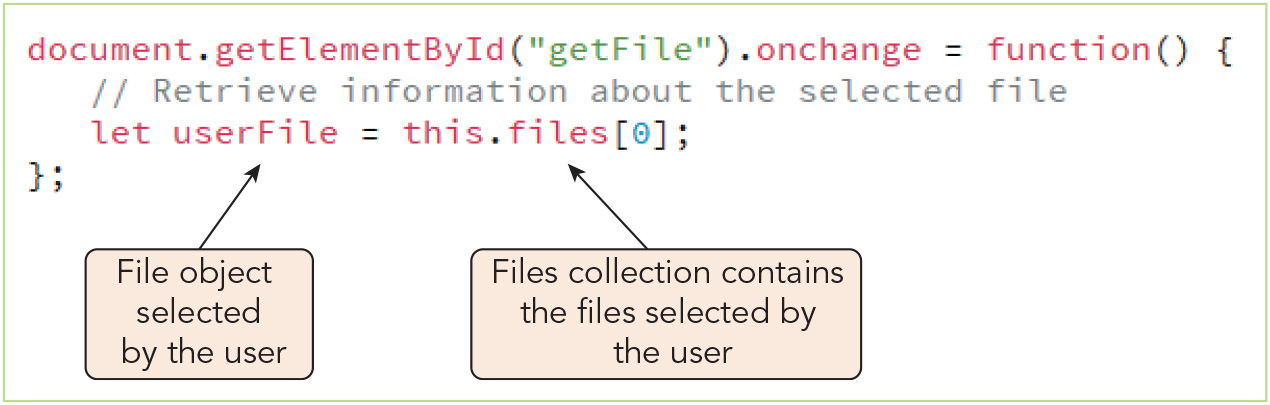 document.getElementById("getFile").onchange = function() {
   // Retrieve information about the selected file
   let userFile = this.files[0];
};
File object
selected
by the user
Files collection contains
the files selected by
the user